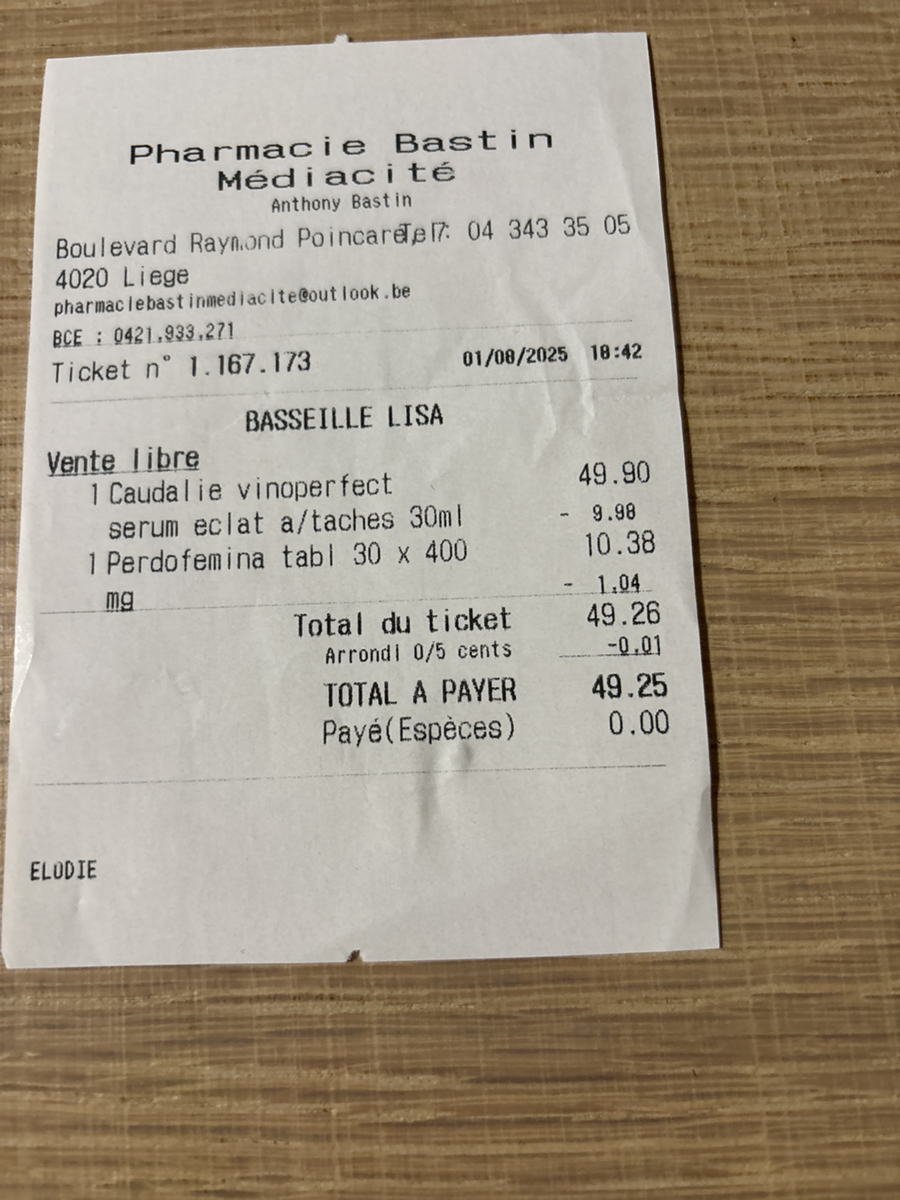 Pharmacie Bastin
Médiacité
Anthony Bastin
Boulevard Raymond Poincaré, 7 Tel : 04 343 35 05
4020 Liege
pharmaciebastinmediacite@outlook.be
BCE : 0421.933.271
Ticket n° 1.167.173 01/08/2025 18:42
BASSEILLE LISA
Vente libre
1 Caudalie vinoperfect 49.90
serum eclat a/taches 30ml - 9.98
1 Perdofemina tabl 30 x 400 10.38
mg - 1.04
Total du ticket 49.26
Arrondi 0/5 cents -0.01
TOTAL A PAYER 49.25
Payé(Espèces) 0.00
ELODIE